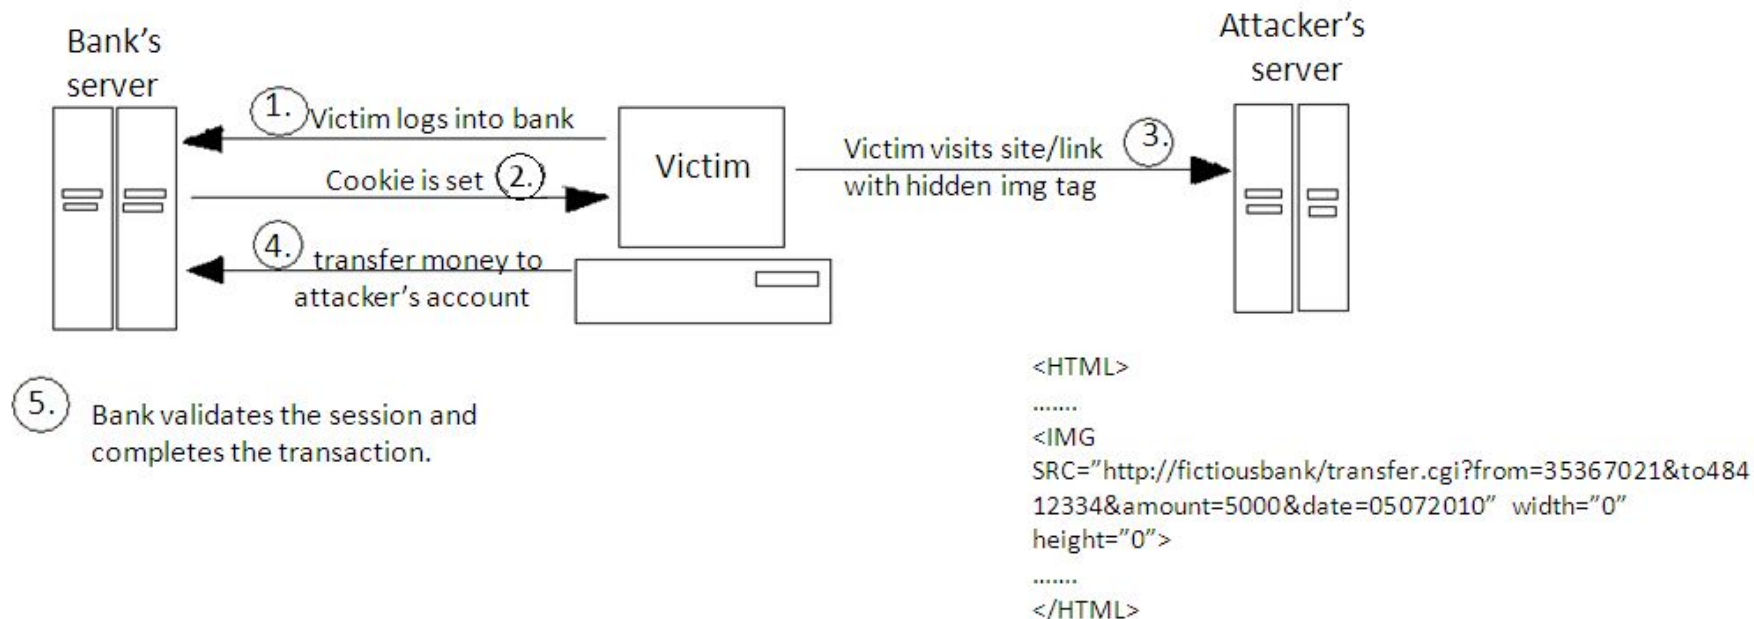 Bank's
server
Attacker's
server
1.
Victim logs into bank
Cookie is set
2.
Victim
Victim visits site/link
with hidden img tag
3.
4.
transfer money to
attacker's account
5.
Bank validates the session and
completes the transaction.
<HTML>
.......
<IMG
SRC="http://fictiousbank/transfer.cgi?from=35367021&to484
12334&amount=5000&date=05072010" width="0"
height="0">
.......
</HTML>